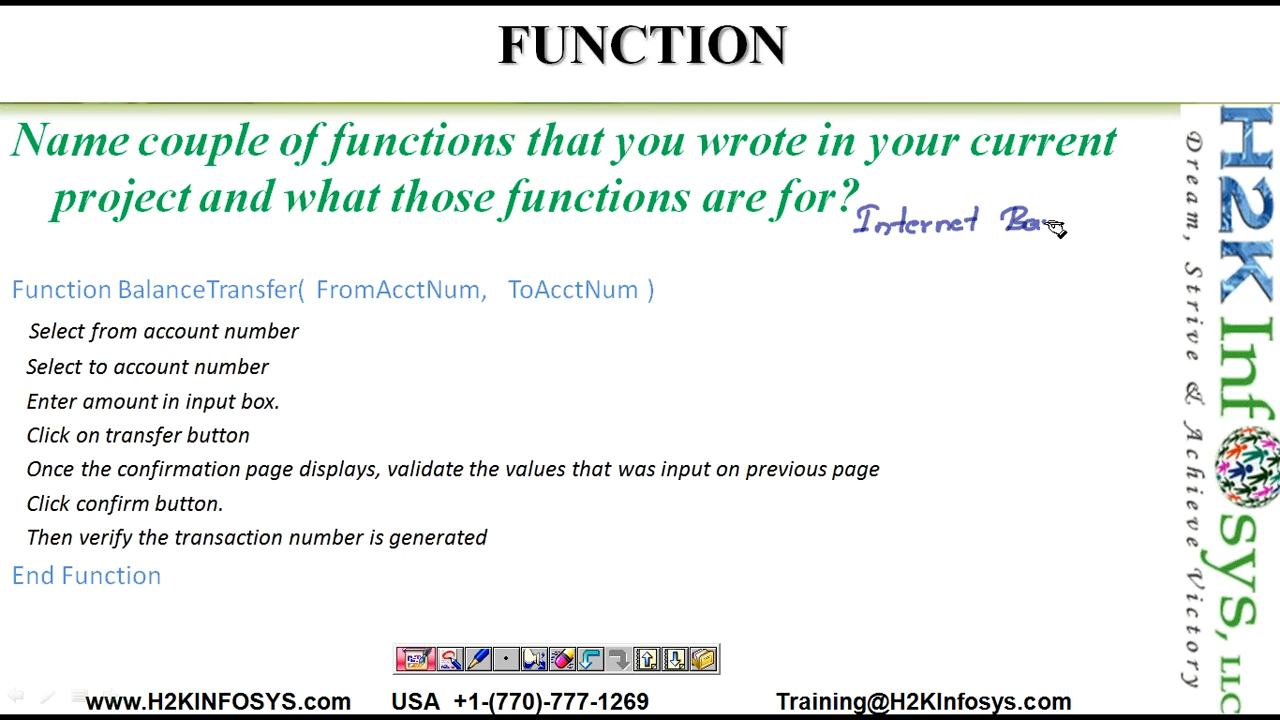 FUNCTION
Name couple of functions that you wrote in your current
project and what those functions are for?
Internet Ba
Function BalanceTransfer( FromAcctNum, ToAcctNum )
Select from account number
Select to account number
Enter amount in input box.
Click on transfer button
Once the confirmation page displays, validate the values that was input on previous page
Click confirm button.
Then verify the transaction number is generated
End Function
www.H2KINFOSYS.com USA +1-(770)-777-1269 Training@H2KInfosys.com
Dream, Strive & Achieve Victory
H2K Infosys, LLC